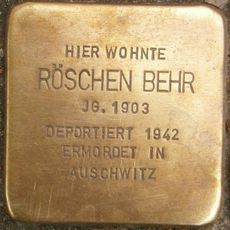 HIER WOHNTE
RÖSCHEN BEHR
JG. 1903
DEPORTIERT 1942
ERMORDET IN
AUSCHWITZ